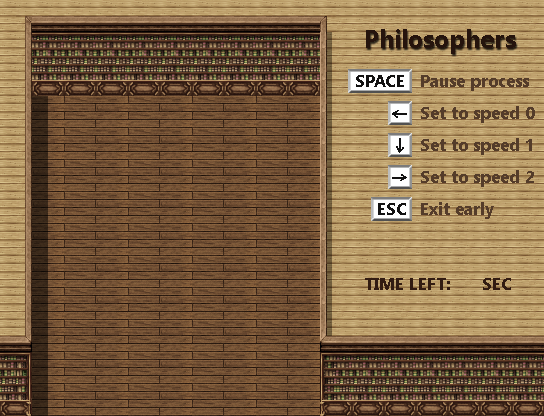 Philosophers
SPACE Pause process
← Set to speed 0
↓ Set to speed 1
→ Set to speed 2
ESC Exit early
TIME LEFT: SEC